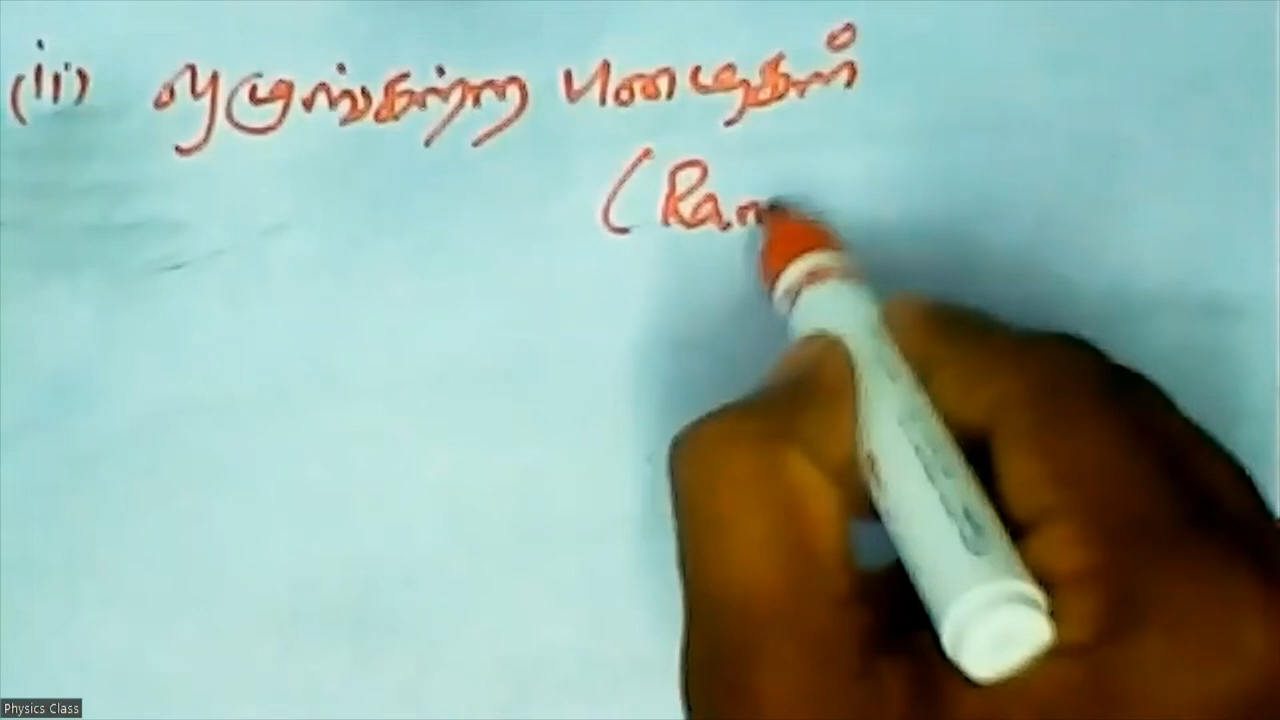 (ii) ஒழுங்கற்ற பிழைகள்
(Ran
Physics Class